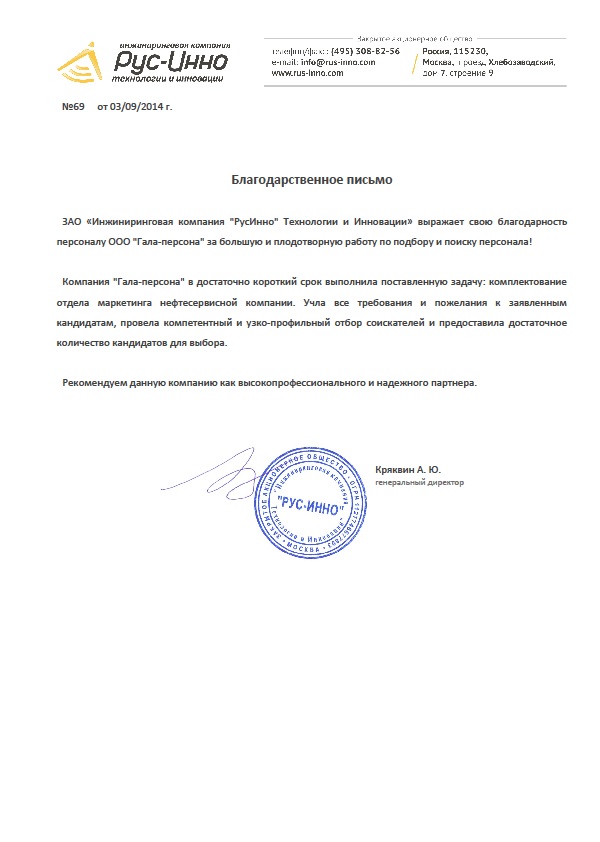 инжиниринговая компания
Рус-Инно
технологии и инновации
Закрытое акционерное общество
телефон/факс: (495) 308-82-56
e-mail: info@rus-inno.com
www.rus-inno.com
Россия, 115230,
Москва, проезд Хлебозаводский,
дом 7, строение 9
№69 от 03/09/2014 г.
Благодарственное письмо
ЗАО «Инжиниринговая компания "РусИнно" Технологии и Инновации» выражает свою благодарность
персоналу ООО "Гала-персона" за большую и плодотворную работу по подбору и поиску персонала!
Компания "Гала-персона" в достаточно короткий срок выполнила поставленную задачу: комплектование
отдела маркетинга нефтесервисной компании. Учла все требования и пожелания к заявленным
кандидатам, провела компетентный и узко-профильный отбор соискателей и предоставила достаточное
количество кандидатов для выбора.
Рекомендуем данную компанию как высокопрофессионального и надежного партнера.
Кряквин А. Ю.
генеральный директор
ЗАКРЫТОЕ АКЦИОНЕРНОЕ ОБЩЕСТВО * ОГРН
* МОСКВА *
"Инжиниринговая компания
"РУС-ИННО"
Технологии и Инновации"